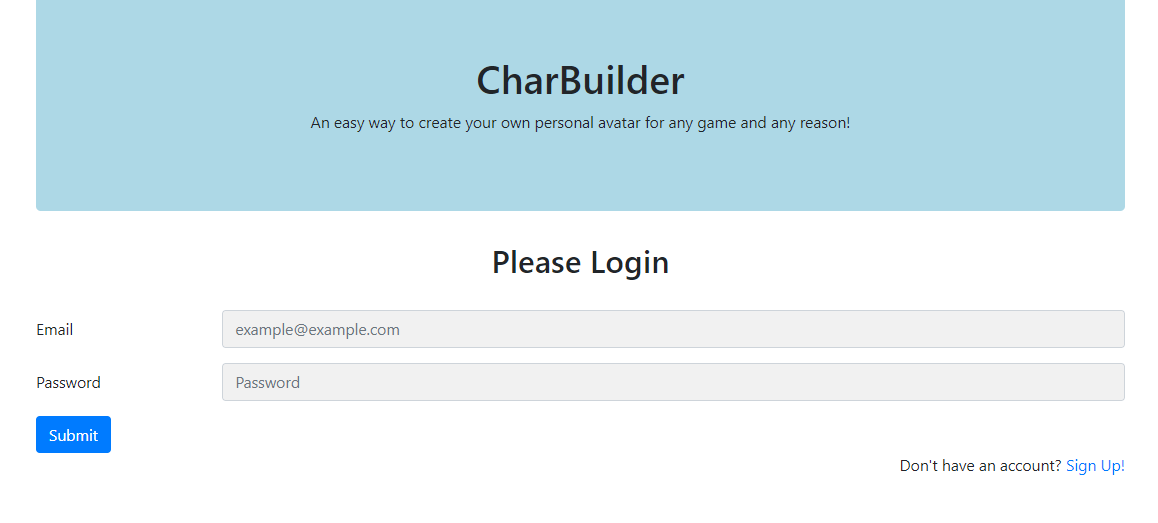 CharBuilder
An easy way to create your own personal avatar for any game and any reason!
Please Login
Email
example@example.com
Password
Password
Submit
Don't have an account? Sign Up!